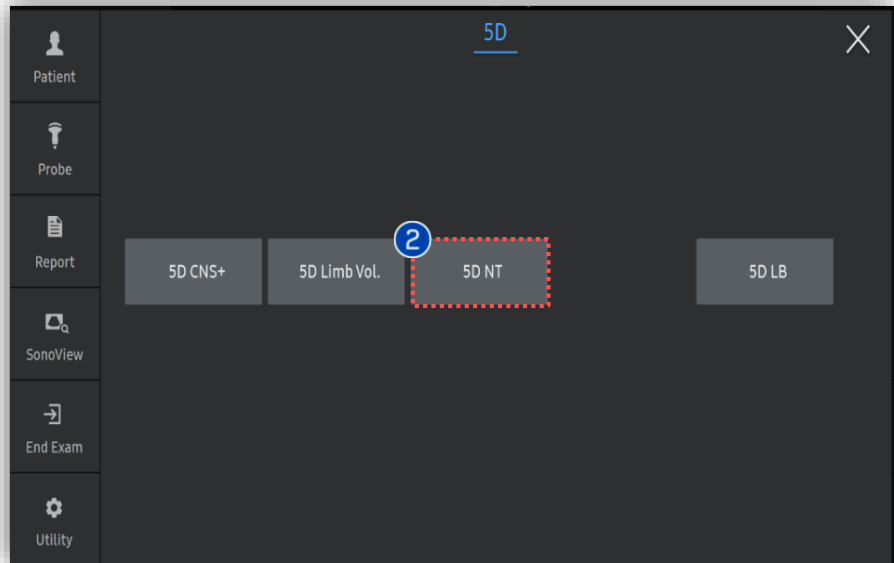 5D
Patient
Probe
Report
SonoView
End Exam
Utility
5D CNS+
5D Limb Vol.
2
5D NT
5D LB